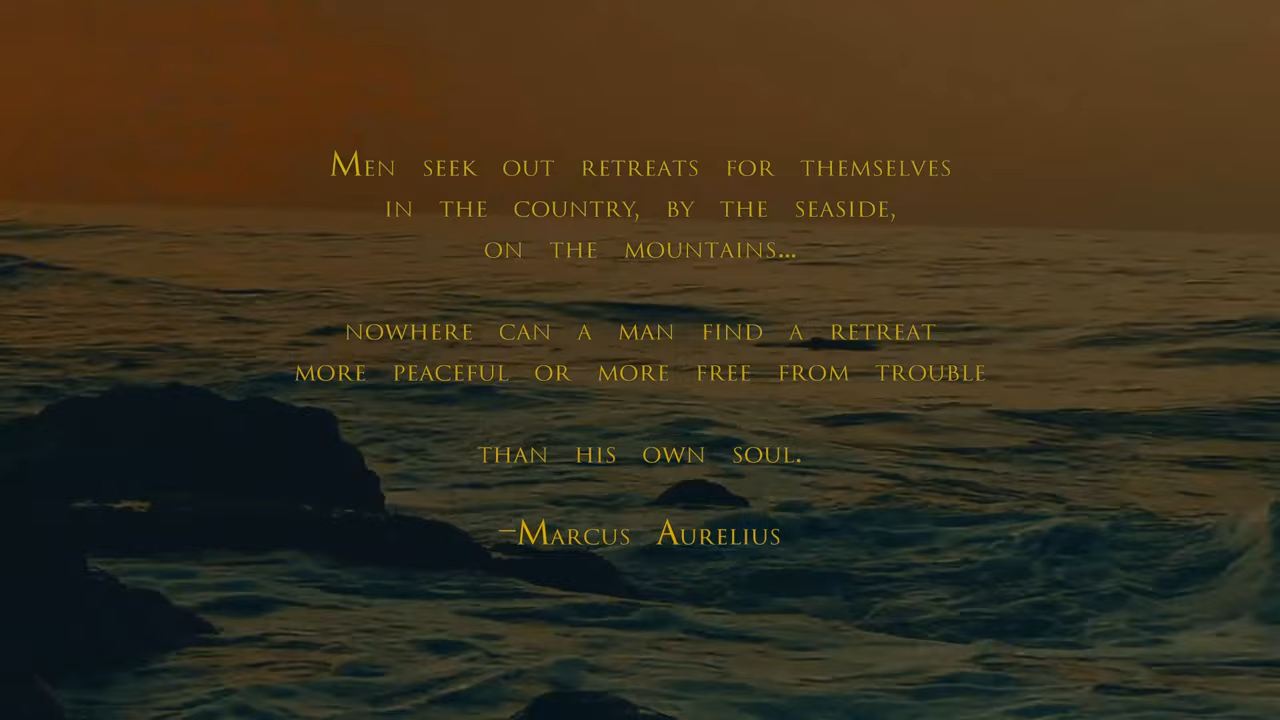 Men seek out retreats for themselves
in the country, by the seaside,
on the mountains...
nowhere can a man find a retreat
more peaceful or more free from trouble
than his own soul.
–Marcus Aurelius